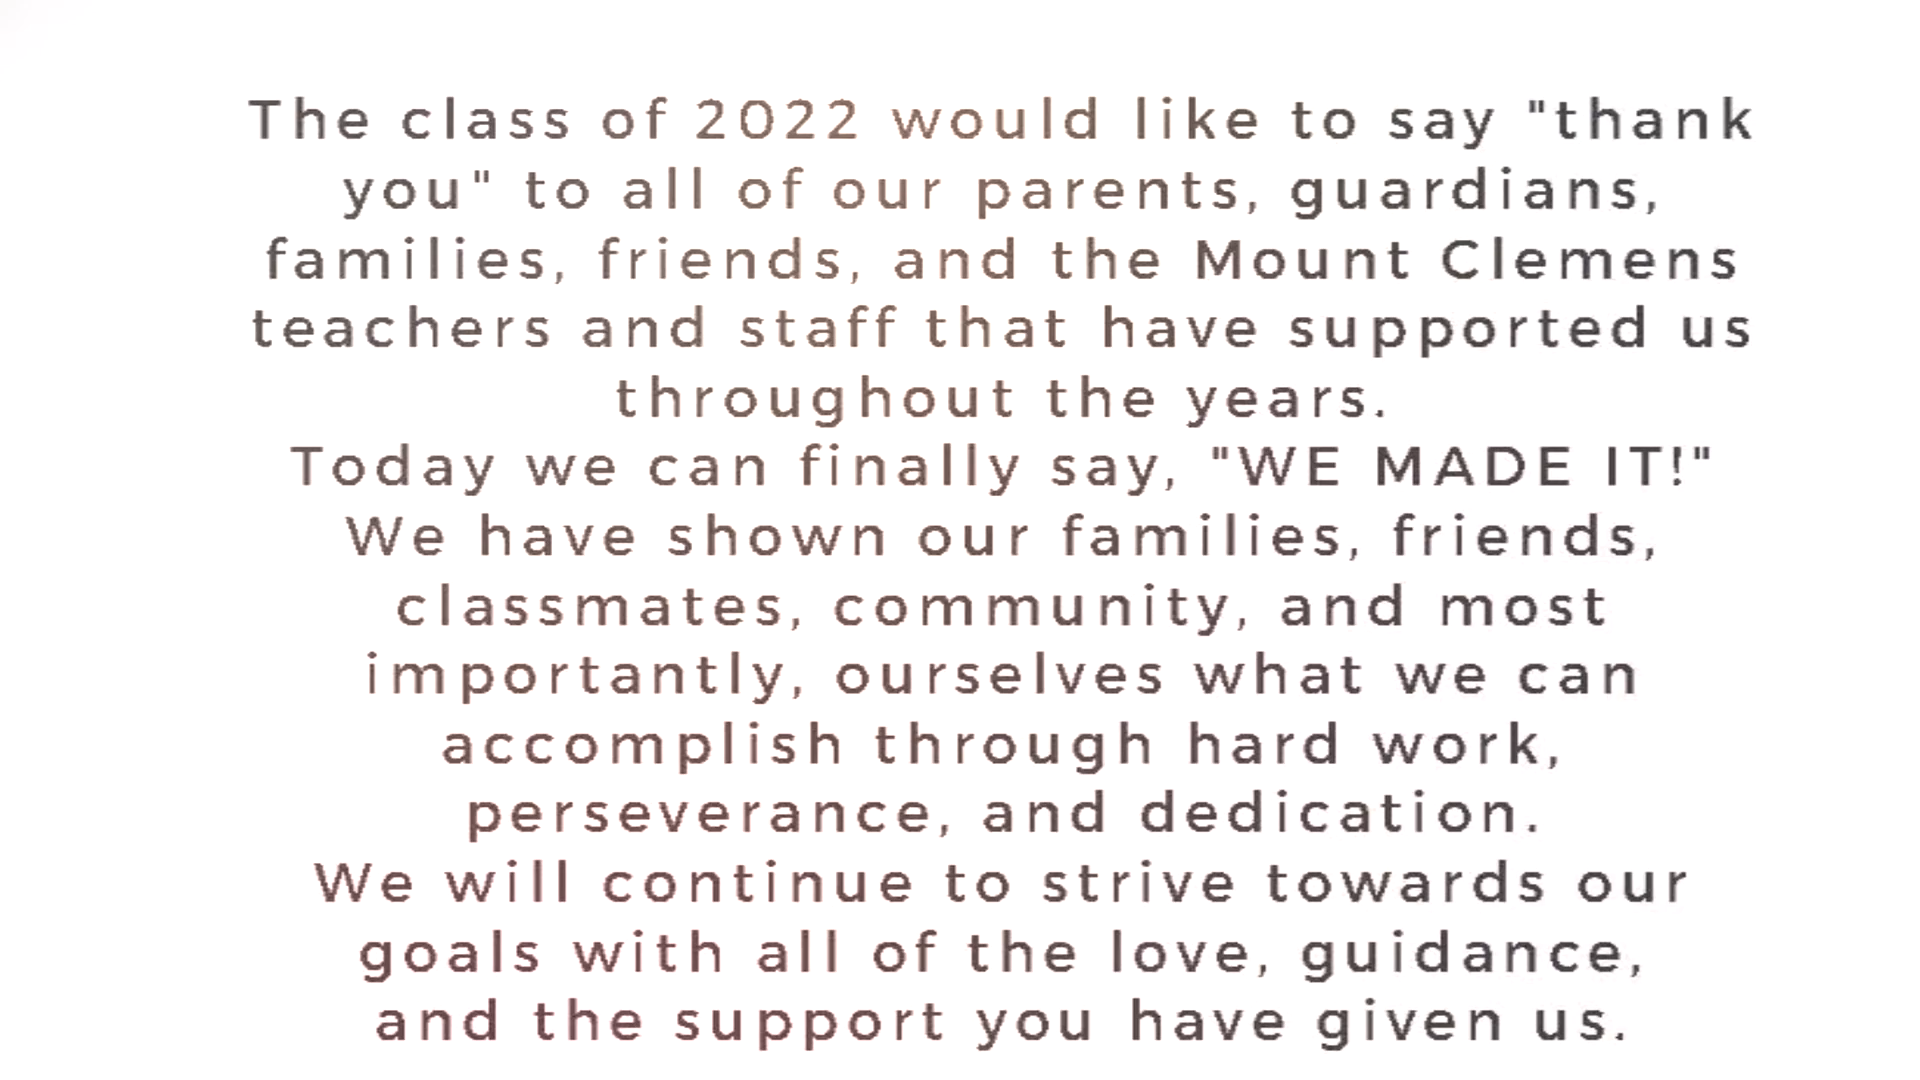 The class of 2022 would like to say "thank
you" to all of our parents, guardians,
families, friends, and the Mount Clemens
teachers and staff that have supported us
throughout the years.
Today we can finally say, "WE MADE IT!"
We have shown our families, friends,
classmates, community, and most
importantly, ourselves what we can
accomplish through hard work,
perseverance, and dedication.
We will continue to strive towards our
goals with all of the love, guidance,
and the support you have given us.